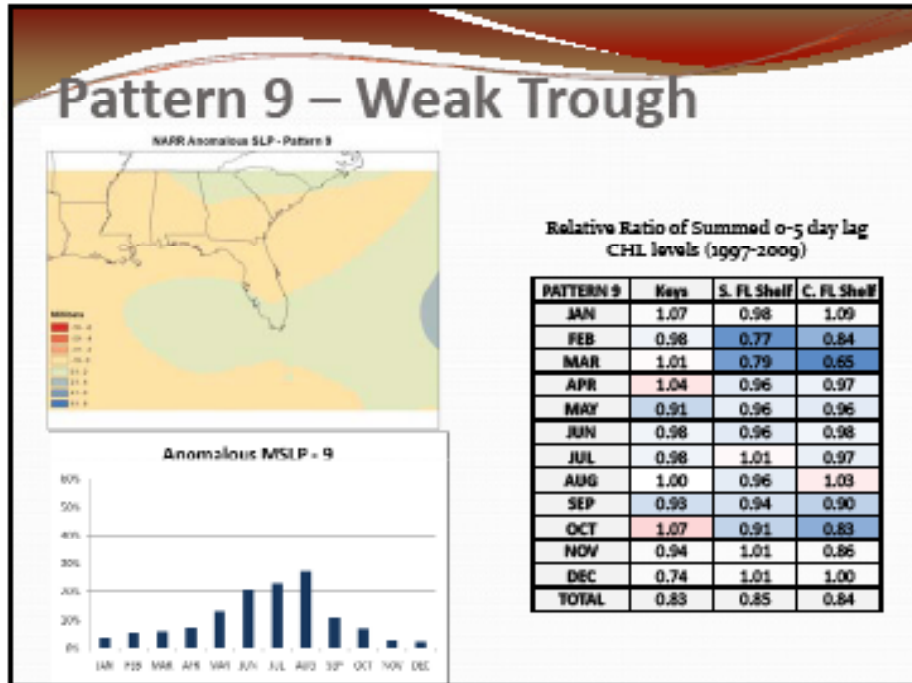 Pattern 9 – Weak Trough
NARR Anomalous SLP - Pattern 9
Millibars
Anomalous MSLP - 9
60%
40%
20%
0%
JAN FEB MAR APR MAY JUN JUL AUG SEP OCT NOV DEC
Relative Ratio of Summed 0-5 day lag
CHL levels (1997-2009)
PATTERN 9 Keys S. FL Shelf C. FL Shelf
JAN 1.07 0.98 1.09
FEB 0.98 0.77 0.84
MAR 1.01 0.79 0.65
APR 1.04 0.96 0.97
MAY 0.91 0.96 0.96
JUN 0.98 0.96 0.98
JUL 0.98 1.01 0.97
AUG 1.00 0.96 1.03
SEP 0.93 0.94 0.90
OCT 1.07 0.91 0.83
NOV 0.94 1.01 0.86
DEC 0.74 1.01 1.00
TOTAL 0.83 0.85 0.84